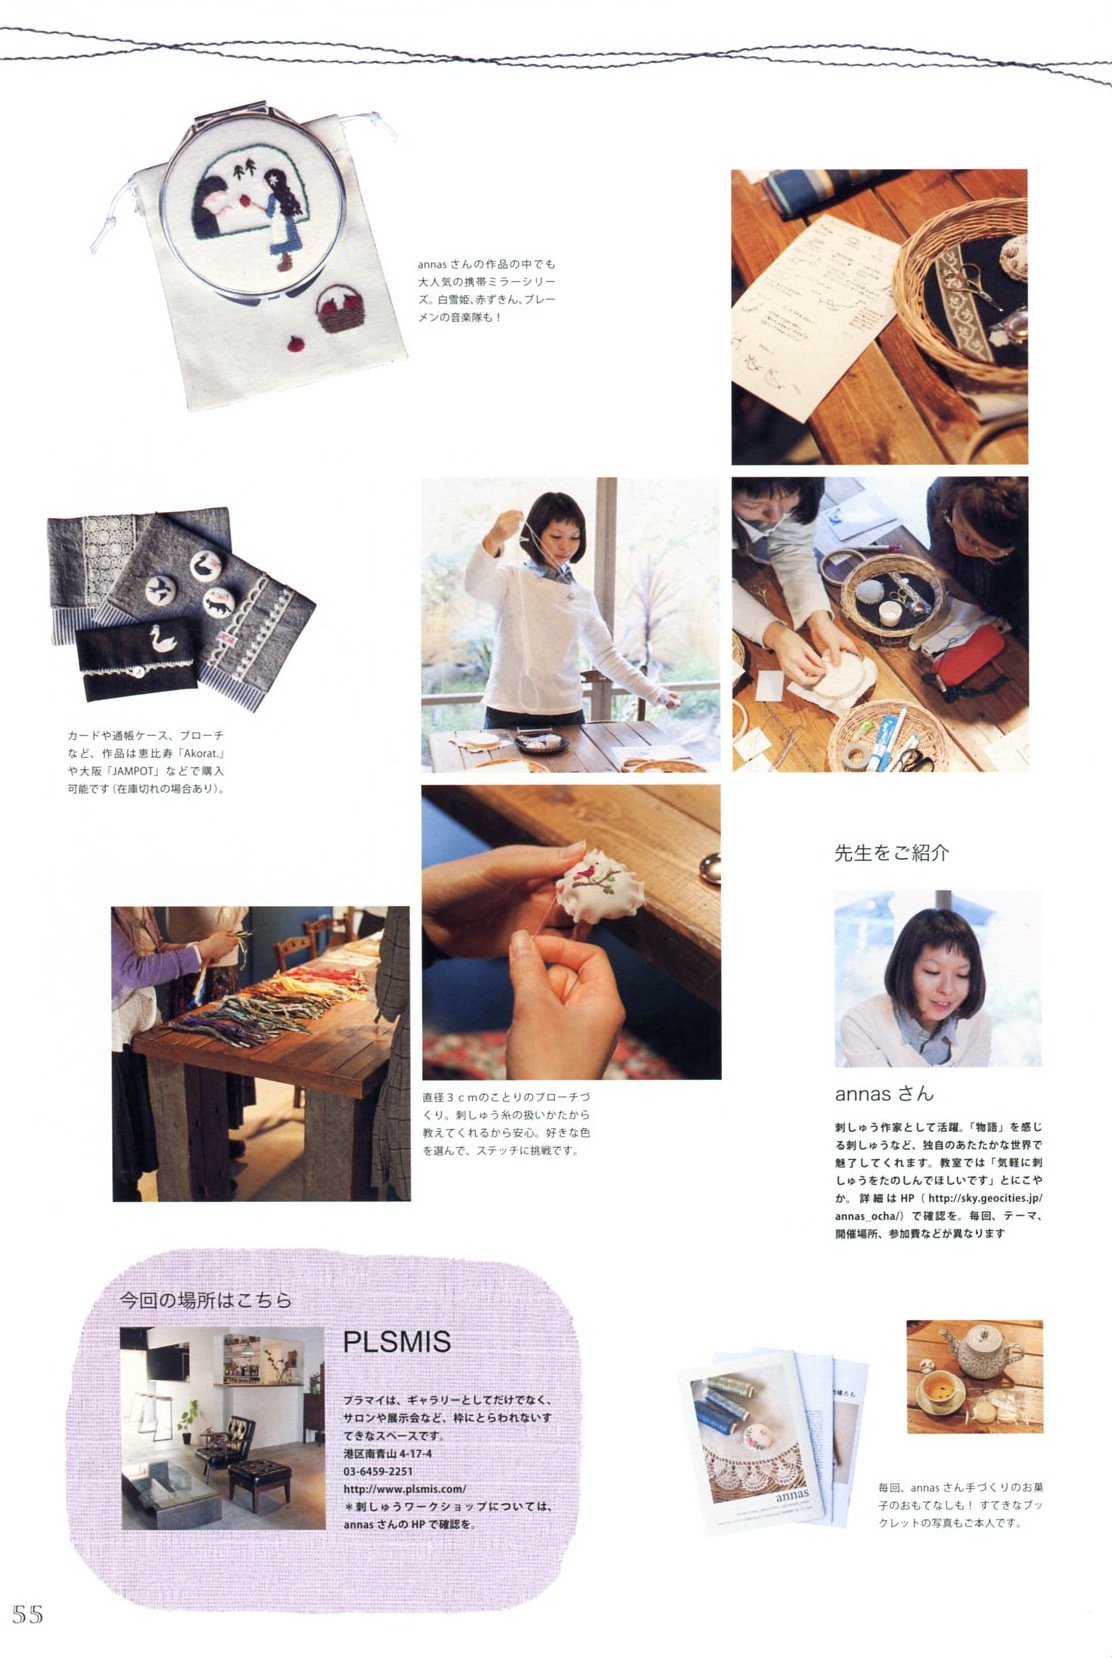 annas さんの作品の中でも
大人気の携帯ミラーシリー
ズ。白雪姫、赤ずきん、ブレー
メンの音楽隊も！
カードや通帳ケース、ブローチ
など、作品は恵比寿「Akorat.」
や大阪「JAMPOT」などで購入
可能です（在庫切れの場合あり）。
直径３ｃｍのことりのブローチづ
くり。刺しゅう糸の扱いかたから
教えてくれるから安心。好きな色
を選んで、ステッチに挑戦です。
先生をご紹介
annas さん
刺しゅう作家として活躍。「物語」を感じ
る刺しゅうなど、独自のあたたかな世界で
魅了してくれます。教室では「気軽に刺
しゅうをたのしんでほしいです」とにこや
か。詳細はHP（http://sky.geocities.jp/
annas_ocha/）で確認を。毎回、テーマ、
開催場所、参加費などが異なります
今回の場所はこちら
PLSMIS
プラマイは、ギャラリーとしてだけでなく、
サロンや展示会など、枠にとらわれないす
てきなスペースです。
港区南青山 4-17-4
03-6459-2251
http://www.plsmis.com/
＊刺しゅうワークショップについては、
annas さんの HP で確認を。
annas
毎回、annas さん手づくりのお菓
子のおもてなしも！ すてきなブッ
クレットの写真もご本人です。
55